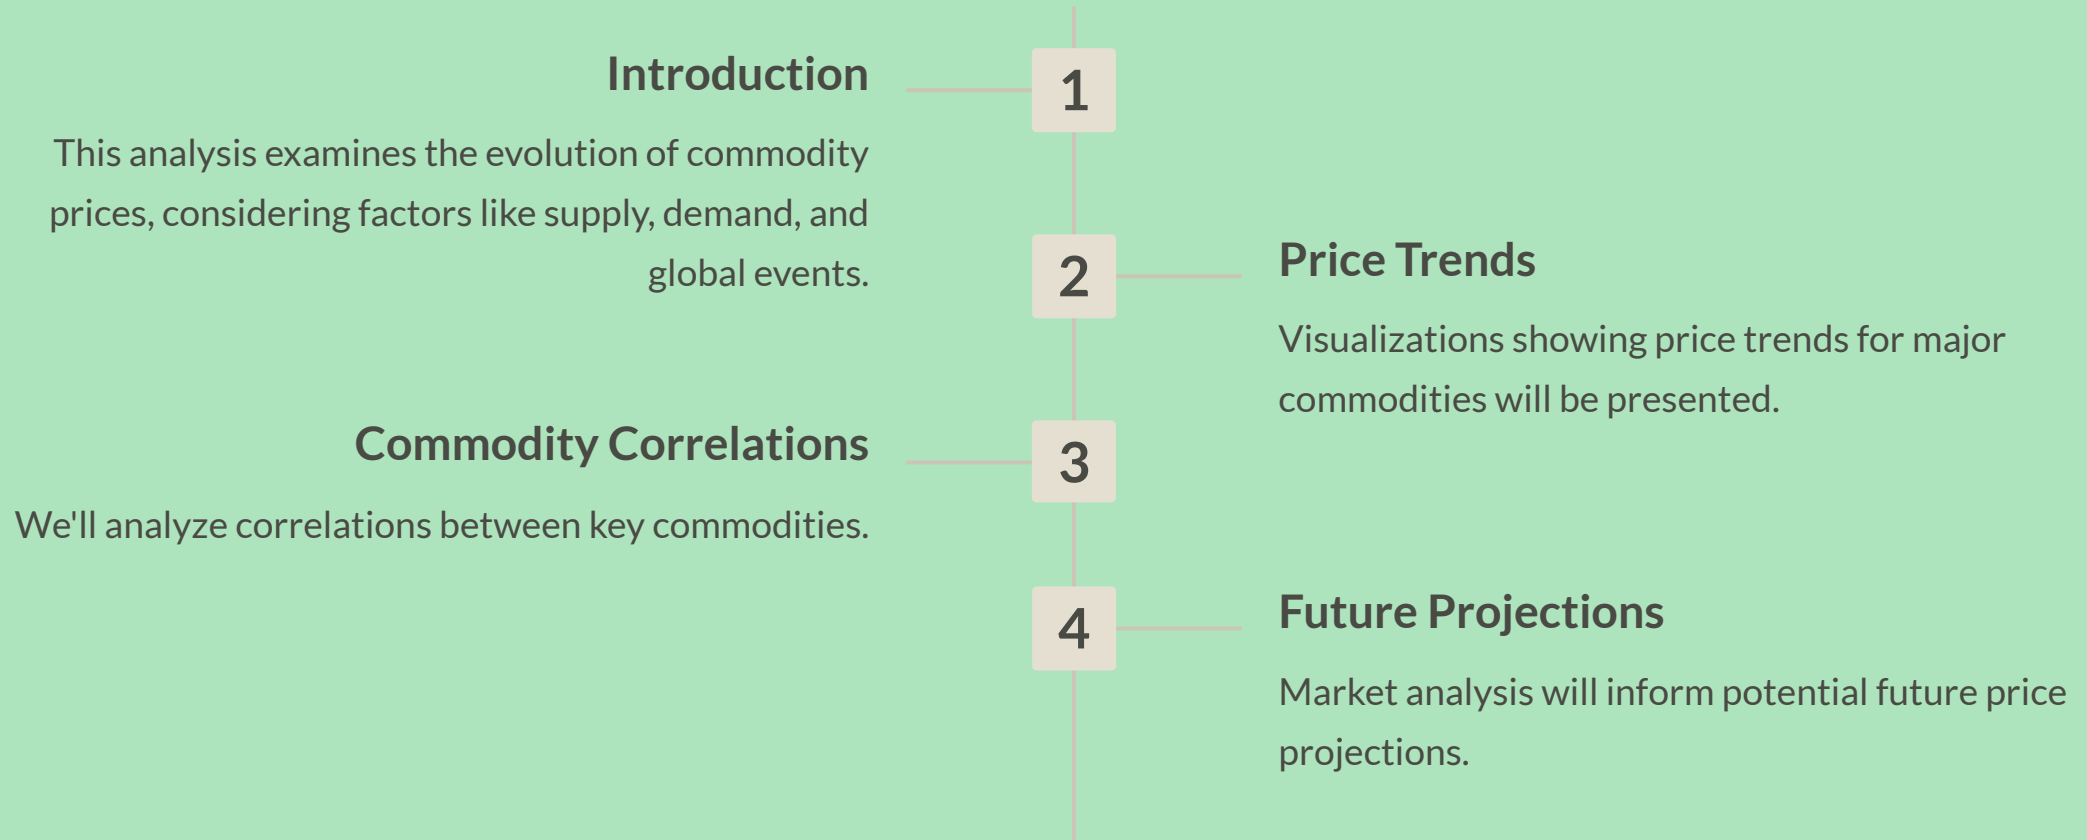 Introduction
1
This analysis examines the evolution of commodity
prices, considering factors like supply, demand, and
global events.
2
Price Trends
Visualizations showing price trends for major
commodities will be presented.
Commodity Correlations
3
We'll analyze correlations between key commodities.
4
Future Projections
Market analysis will inform potential future price
projections.